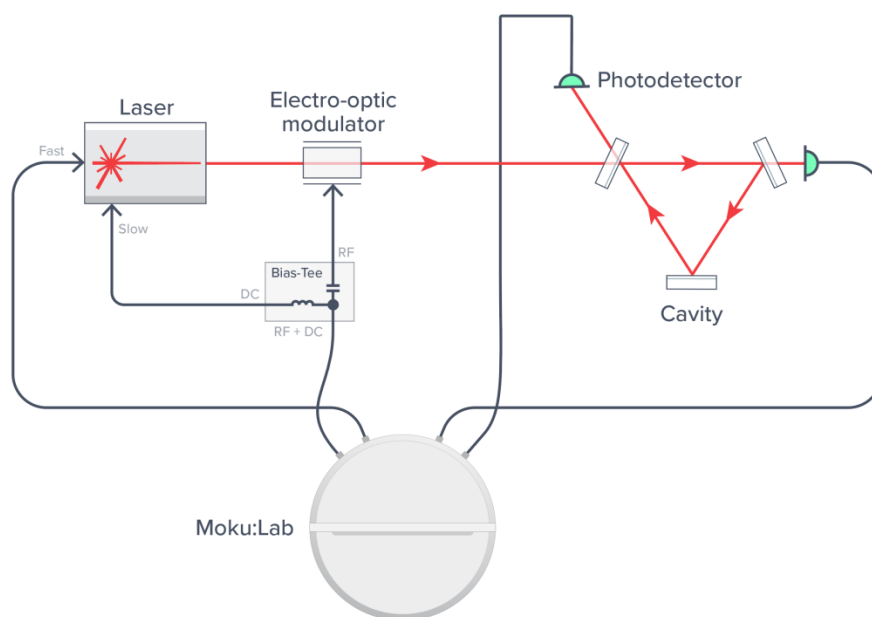 Photodetector
Laser
Electro-optic
modulator
Fast
Slow
RF
Bias-Tee
DC
RF + DC
Cavity
Moku:Lab